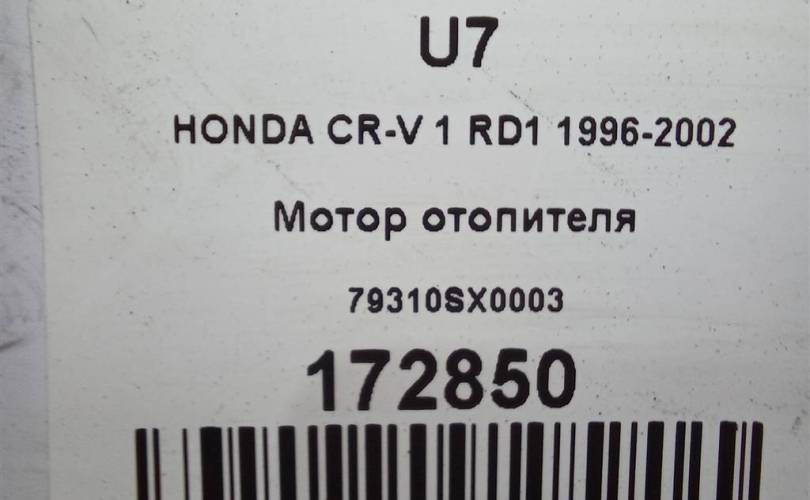 U7
HONDA CR-V 1 RD1 1996-2002
Мотор отопителя
79310SX0003
172850